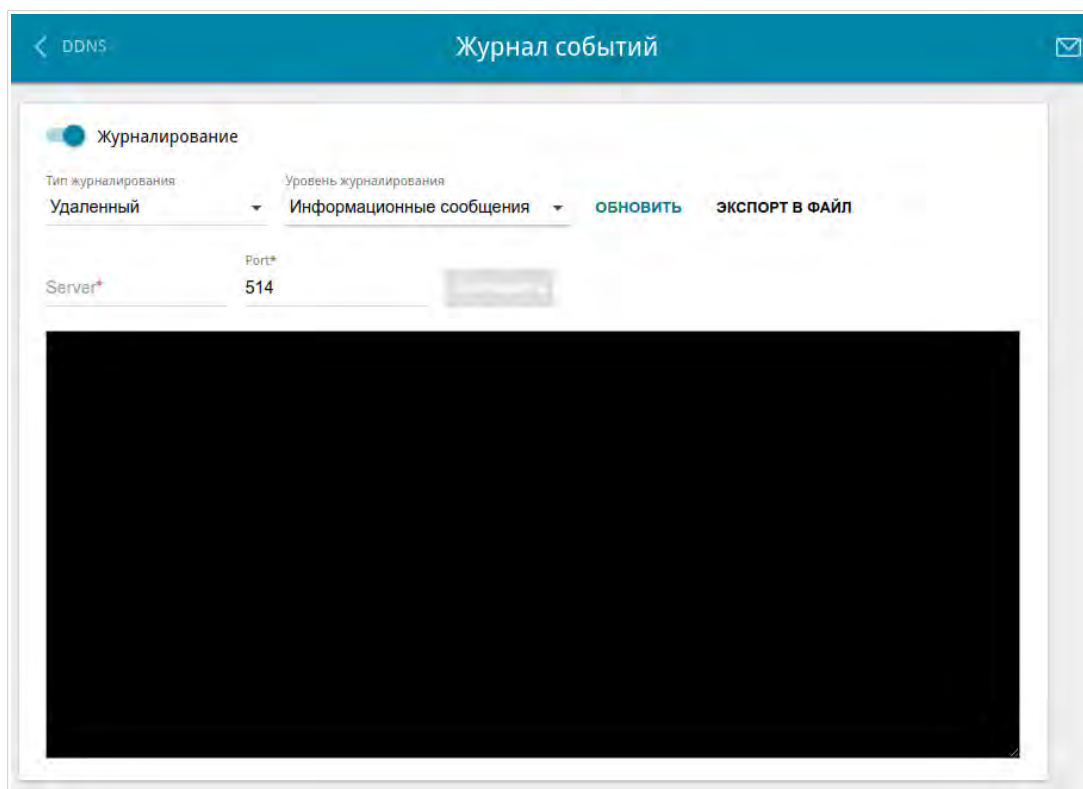 DDNS
Журнал событий
Журналирование
Тип журналирования
Уровень журналирования
Удаленный
Информационные сообщения
ОБНОВИТЬ
ЭКСПОРТ В ФАЙЛ
Port*
Server*
514